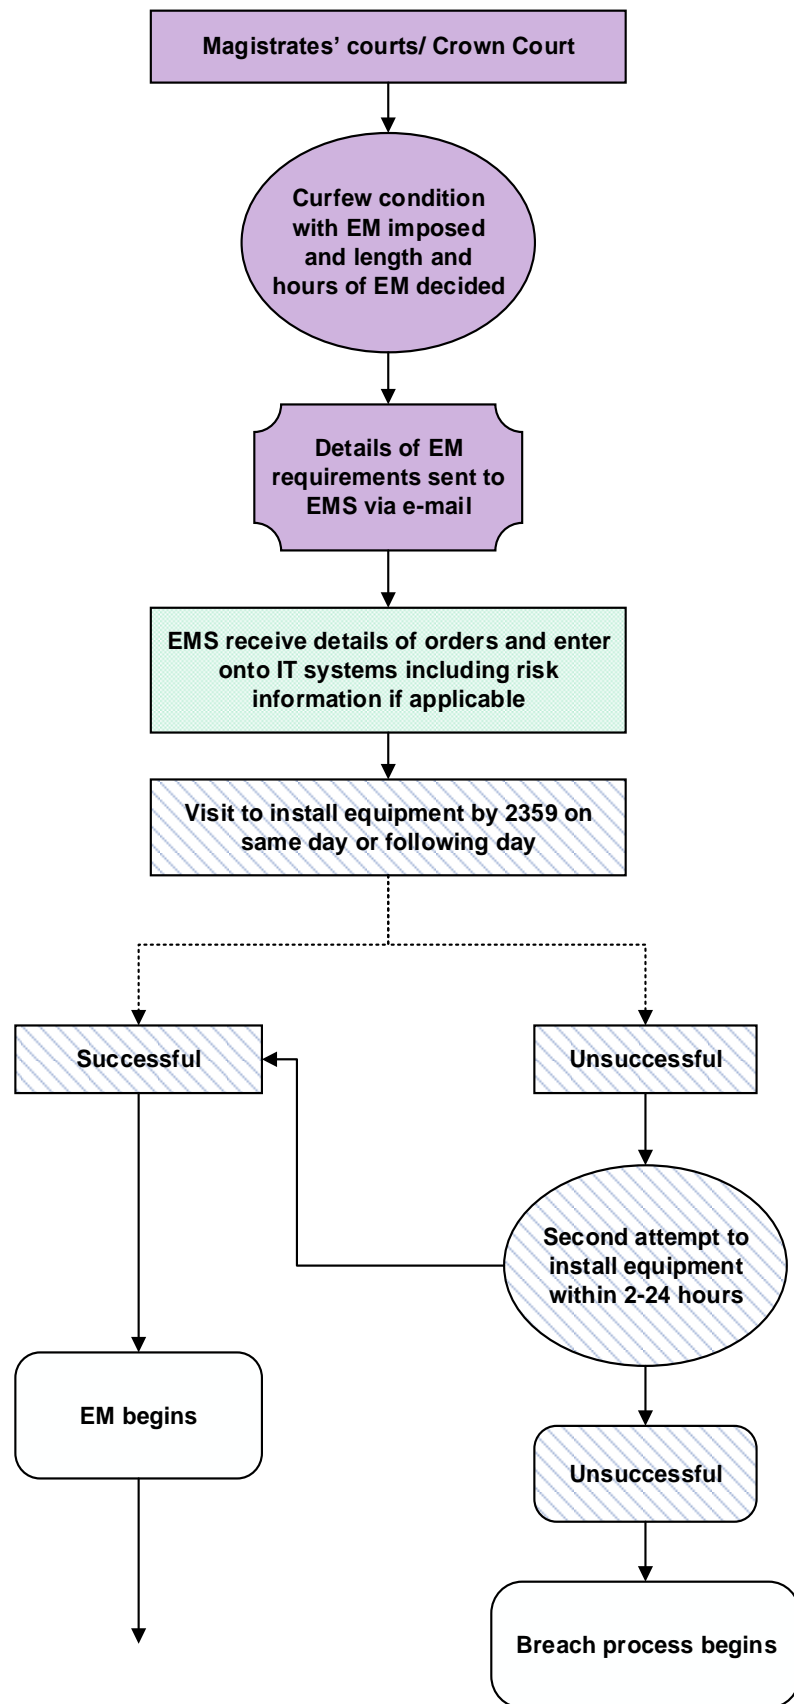 Magistrates’ courts/ Crown Court
Curfew condition
with EM imposed
and length and
hours of EM decided
Details of EM
requirements sent to
EMS via e-mail
EMS receive details of orders and enter
onto IT systems including risk
information if applicable
Visit to install equipment by 2359 on
same day or following day
Successful
Unsuccessful
Second attempt to
install equipment
within 2-24 hours
EM begins
Unsuccessful
Breach process begins